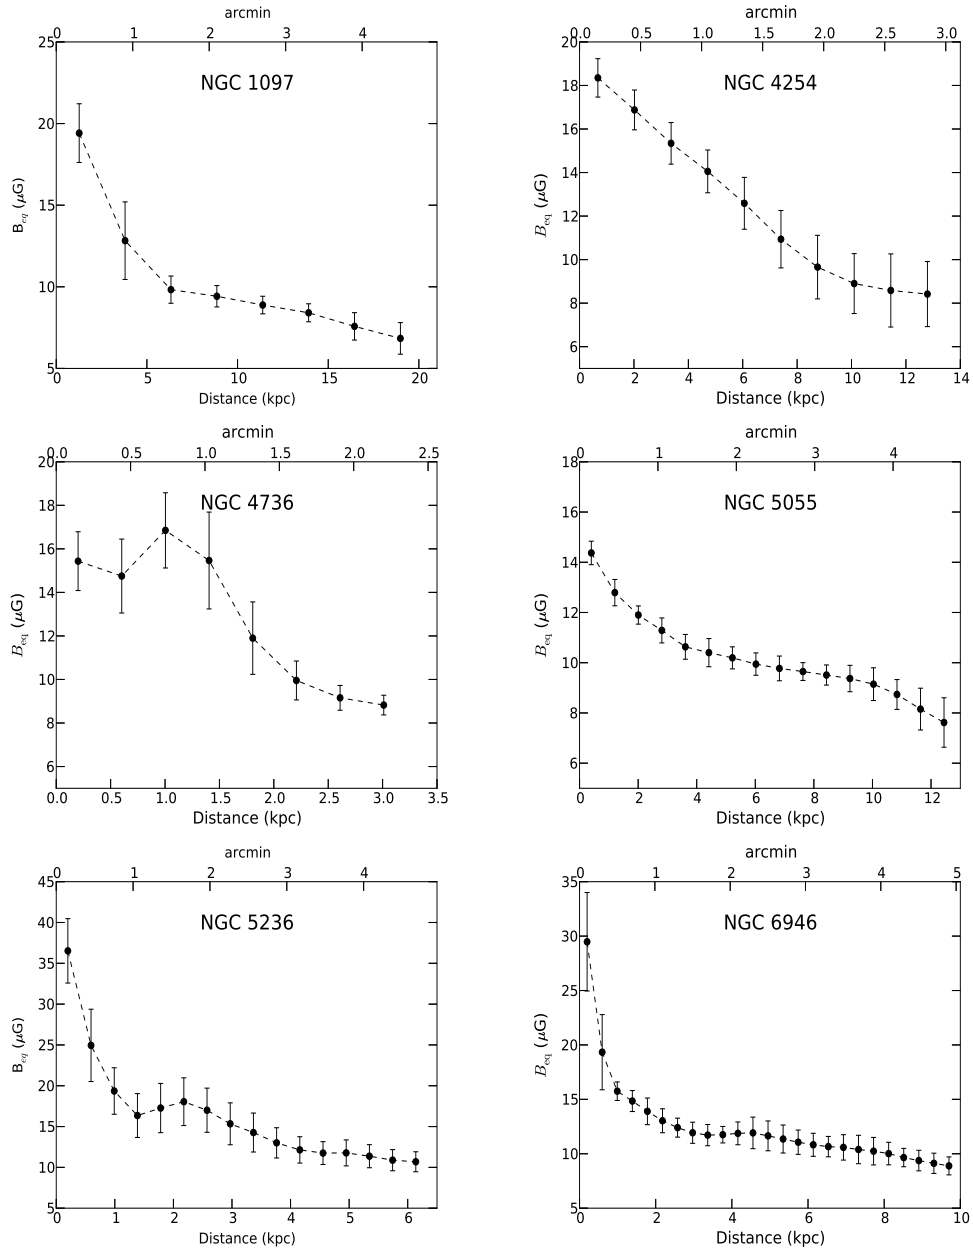 arcmin
0 1 2 3 4
25
20
15
10
5
NGC 1097
B_eq (μG)
0 5 10 15 20
Distance (kpc)
arcmin
0.0 0.5 1.0 1.5 2.0 2.5 3.0
20
18
16
14
12
10
8
6
NGC 4254
B_eq (μG)
0 2 4 6 8 10 12 14
Distance (kpc)
arcmin
0.0 0.5 1.0 1.5 2.0 2.5
20
18
16
14
12
10
8
6
NGC 4736
B_eq (μG)
0.0 0.5 1.0 1.5 2.0 2.5 3.0 3.5
Distance (kpc)
arcmin
0 1 2 3 4
18
16
14
12
10
8
6
NGC 5055
B_eq (μG)
0 2 4 6 8 10 12
Distance (kpc)
arcmin
0 1 2 3 4
45
40
35
30
25
20
15
10
5
NGC 5236
B_eq (μG)
0 1 2 3 4 5 6
Distance (kpc)
arcmin
0 1 2 3 4 5
35
30
25
20
15
10
5
NGC 6946
B_eq (μG)
0 2 4 6 8 10
Distance (kpc)